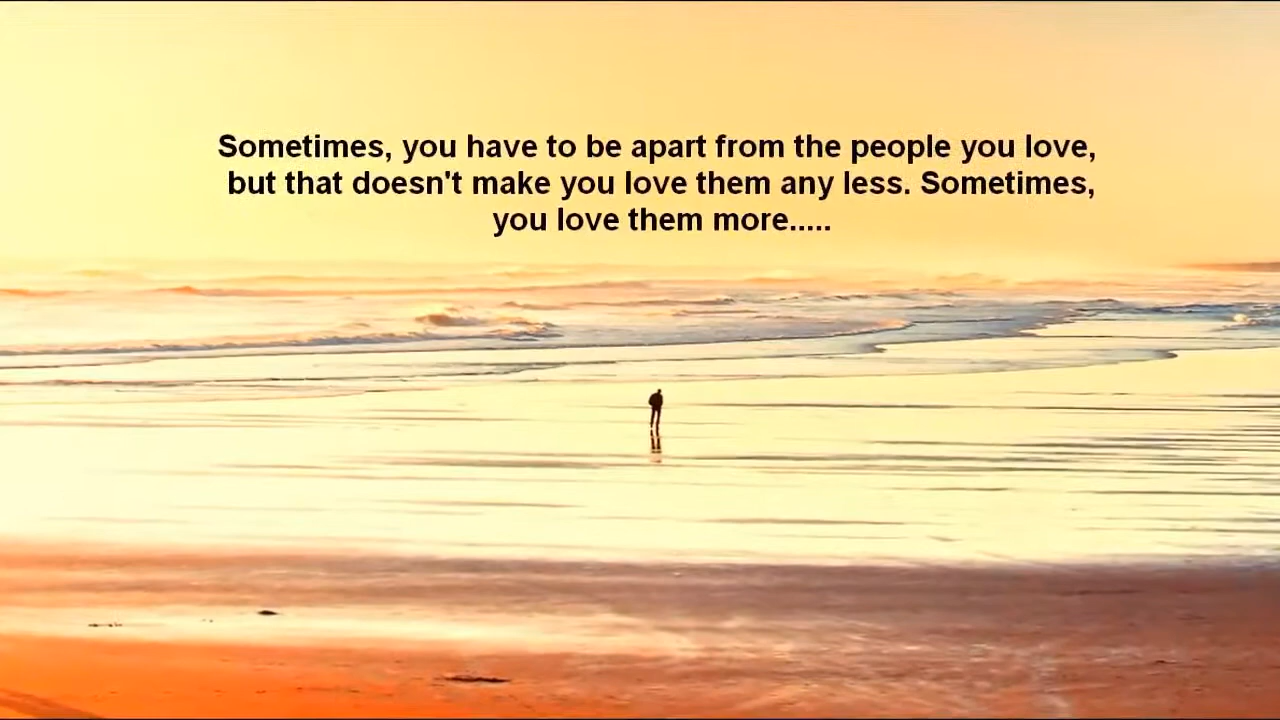 Sometimes, you have to be apart from the people you love,
but that doesn't make you love them any less. Sometimes,
you love them more.....